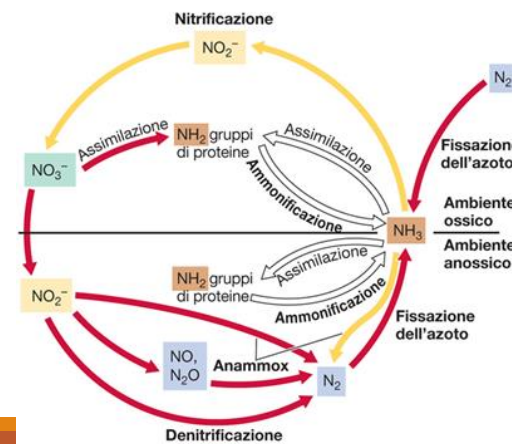 Nitrificazione
NO₂⁻
N₂
Assimilazione
NH₂ gruppi
di proteine
Assimilazione
Ammonificazione
Fissazione
dell'azoto
NO₃⁻
NH₃
Ambiente
ossico
Ambiente
anossico
NO₂⁻
NH₂ gruppi
di proteine
Assimilazione
Ammonificazione
Fissazione
dell'azoto
NO,
N₂O
Anammox
N₂
Denitrificazione